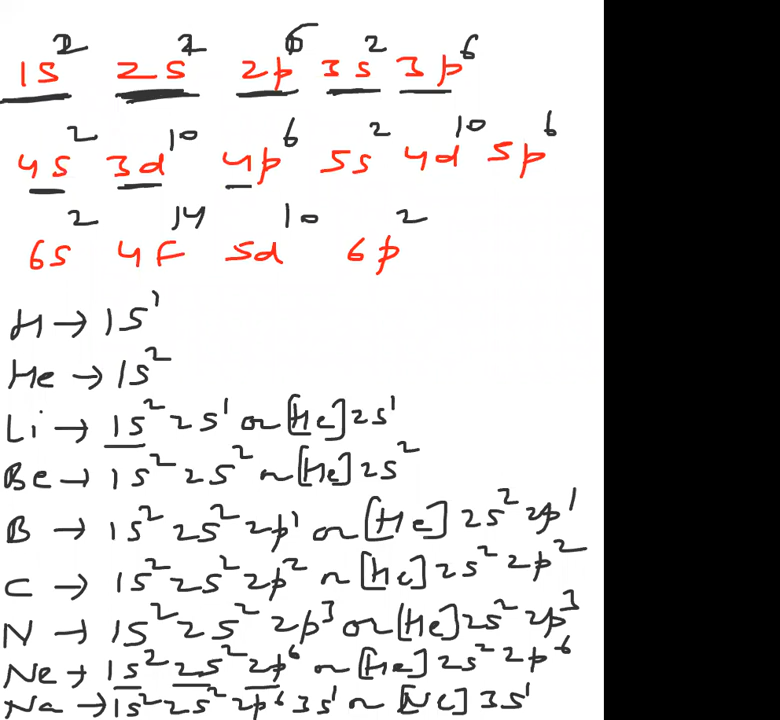 1s² 2s² 2p⁶ 3s² 3p⁶
4s² 3d¹⁰ 4p⁶ 5s² 4d¹⁰ 5p⁶
6s² 4F¹⁴ 5d¹⁰ 6p²
H → 1s¹
He → 1s²
Li → 1s² 2s¹ or [He] 2s¹
Be → 1s² 2s² or [He] 2s²
B → 1s² 2s² 2p¹ or [He] 2s² 2p¹
C → 1s² 2s² 2p² or [He] 2s² 2p²
N → 1s² 2s² 2p³ or [He] 2s² 2p³
Ne → 1s² 2s² 2p⁶ or [He] 2s² 2p⁶
Na → 1s² 2s² 2p⁶ 3s¹ or [Ne] 3s¹